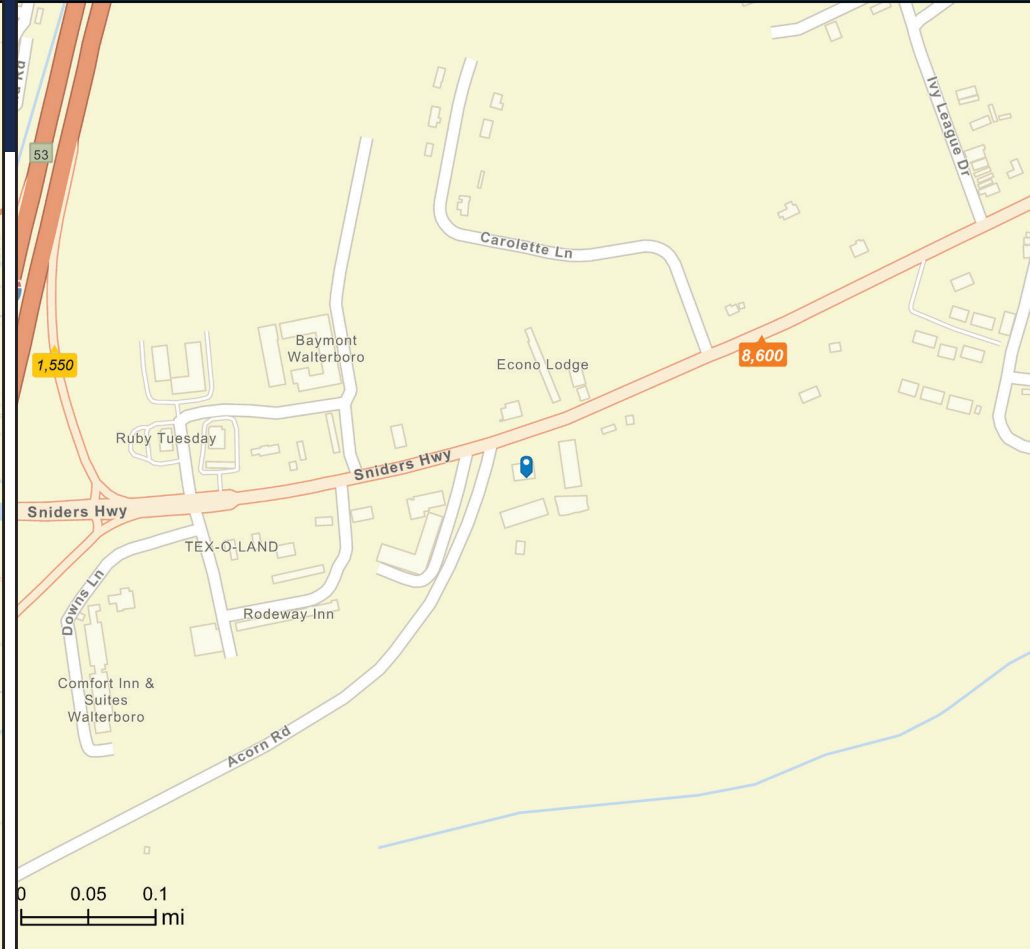 53
Ivy League Dr
Carolette Ln
Baymont
Walterboro
1,550
Econo Lodge
8,600
Ruby Tuesday
Sniders Hwy
Sniders Hwy
TEX-O-LAND
Downs Ln
Rodeway Inn
Comfort Inn &
Suites
Walterboro
Acorn Rd
0 0.05 0.1
mi